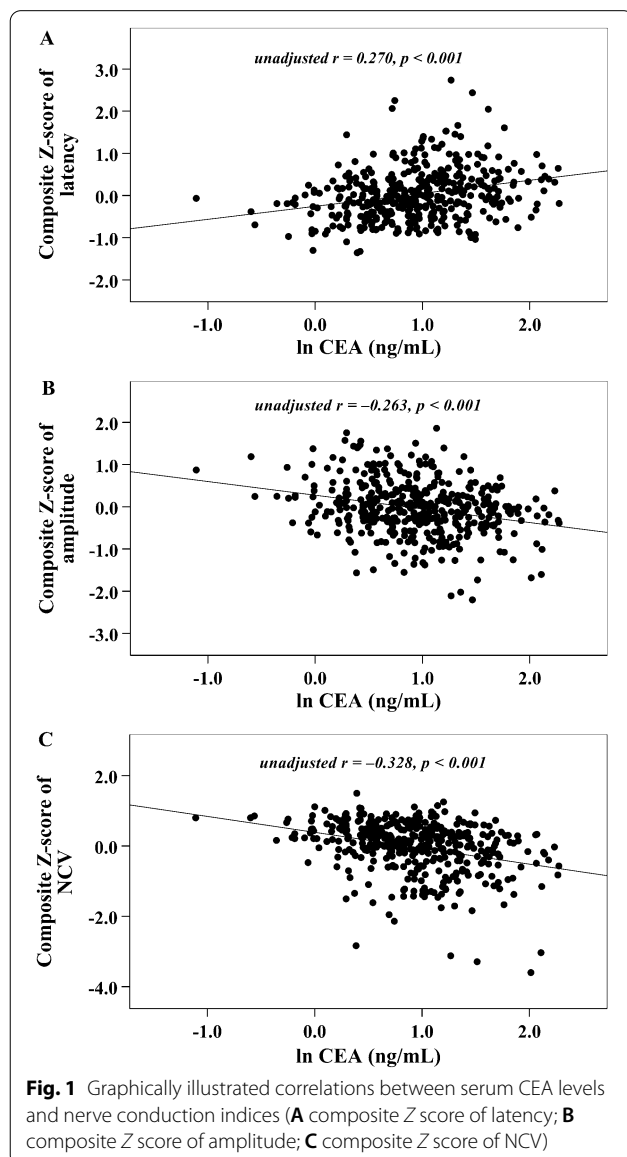 A
unadjusted r = 0.270, p < 0.001
Composite Z-score of
latency
3.0
2.0
1.0
0.0
-1.0
-2.0
-1.0 0.0 1.0 2.0
ln CEA (ng/mL)
B
unadjusted r = –0.263, p < 0.001
Composite Z-score of
amplitude
2.0
1.0
0.0
-1.0
-2.0
-3.0
-1.0 0.0 1.0 2.0
ln CEA (ng/mL)
C
unadjusted r = –0.328, p < 0.001
Composite Z-score of
NCV
2.0
0.0
-2.0
-4.0
-1.0 0.0 1.0 2.0
ln CEA (ng/mL)
Fig. 1 Graphically illustrated correlations between serum CEA levels
and nerve conduction indices (A composite Z score of latency; B
composite Z score of amplitude; C composite Z score of NCV)